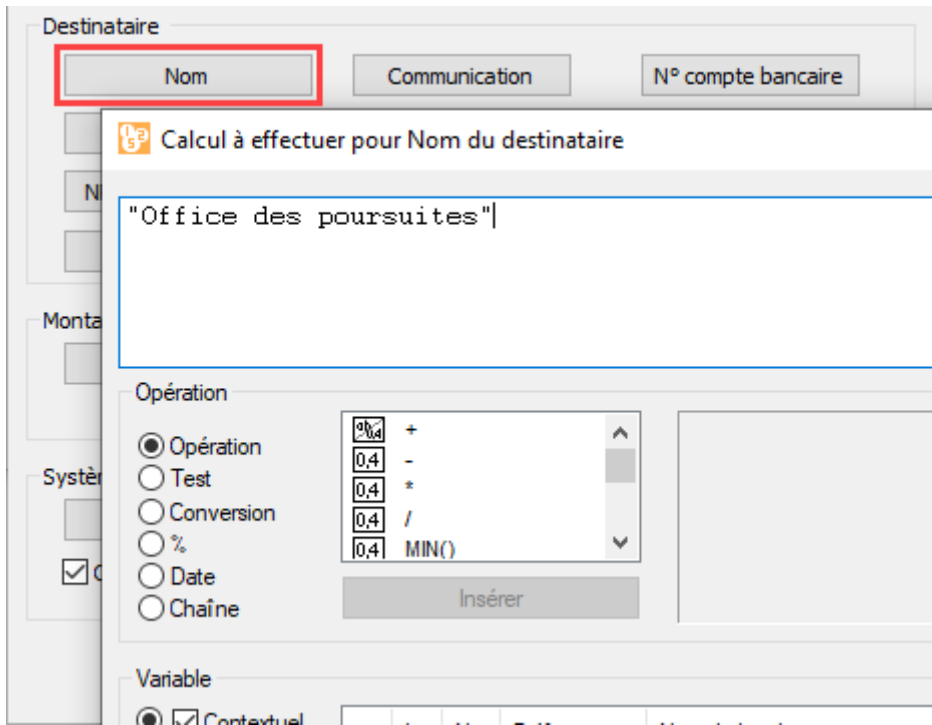 Destinataire
Nom
Communication
N° compte bancaire
Calcul à effectuer pour Nom du destinataire
"Office des poursuites"
Opération
Opération
Test
Conversion
%
Date
Chaîne
+
-
*
/
MIN()
Insérer
Variable
Contextuel